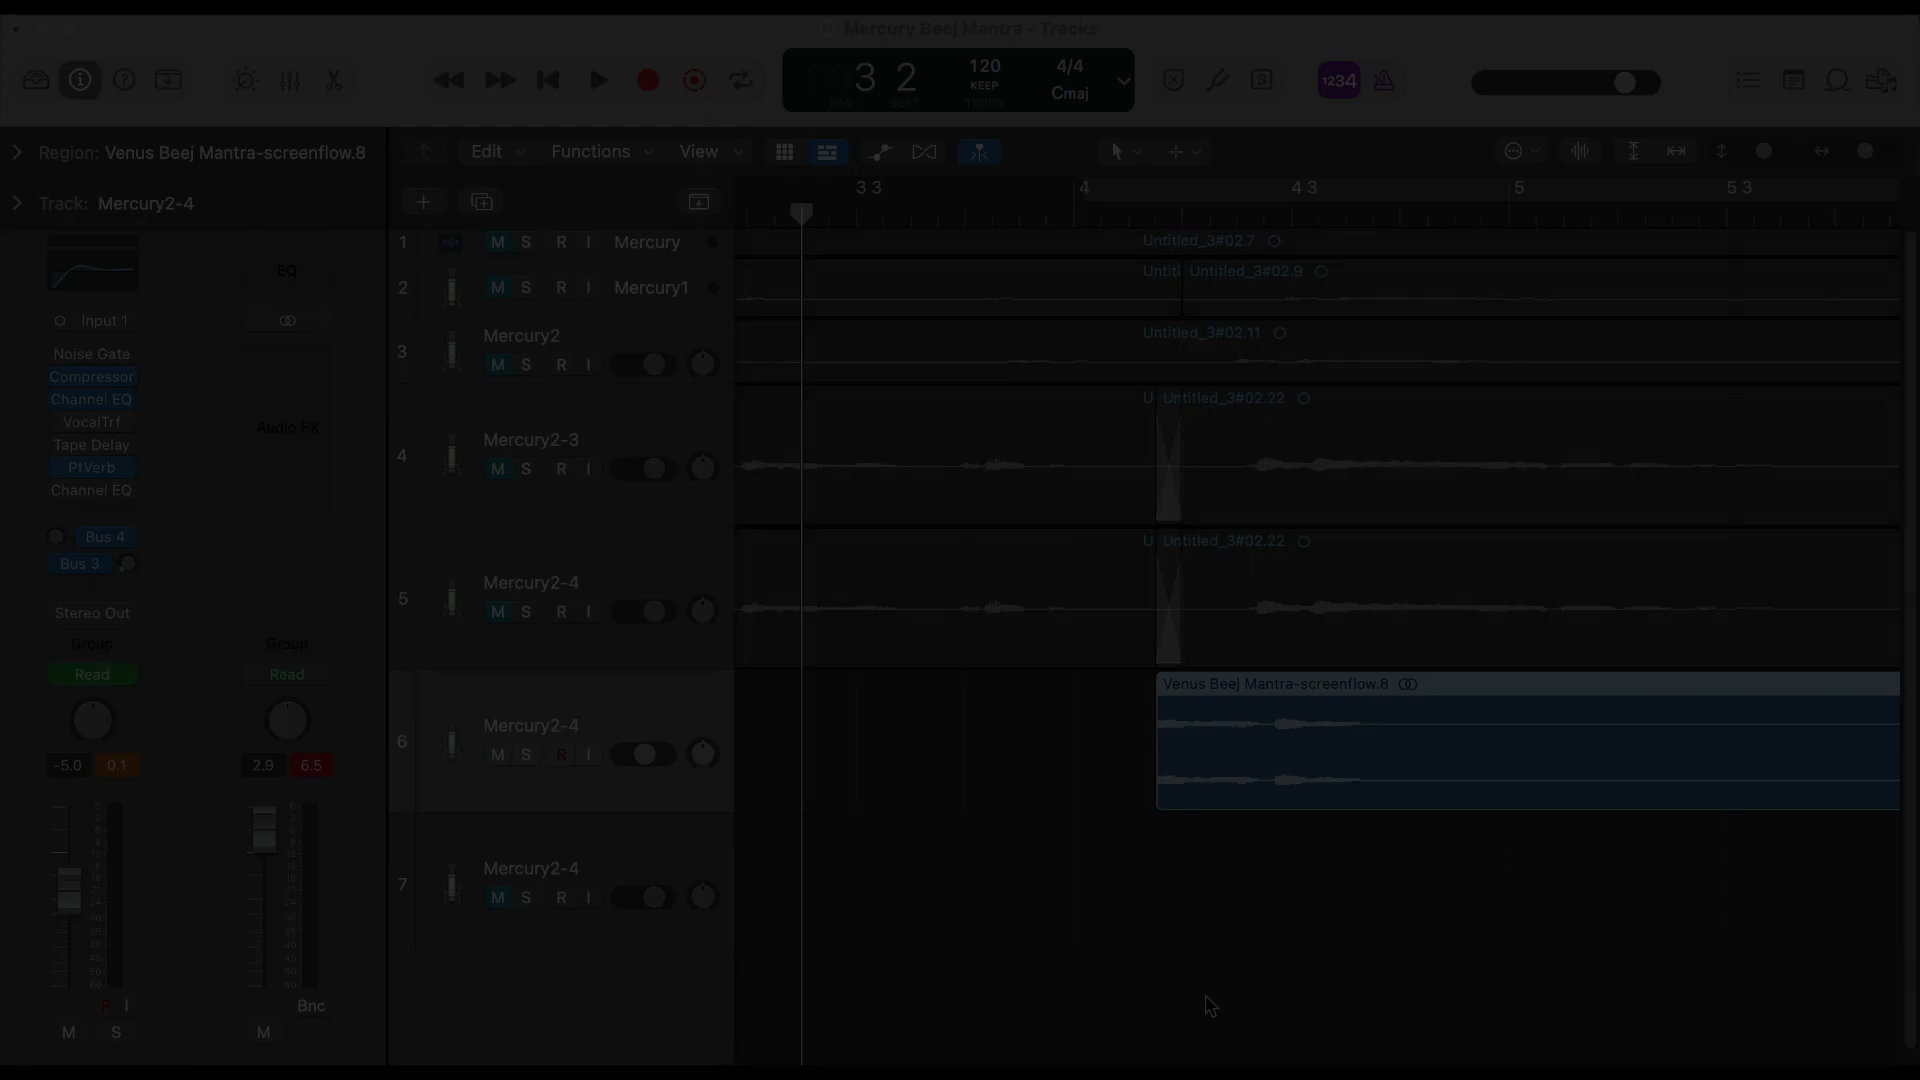 Mercury Beej Mantra - Tracks
3 2
BAR BEAT
120
KEEP
TEMPO
4/4
Cmaj
S
1234
Region: Venus Beej Mantra-screenflow.8
Edit Functions View
Track: Mercury2-4
3 3 4 4 3 5 5 3
1 M S R I Mercury
Untitled_3#02.7
2 M S R I Mercury1
Untitl Untitled_3#02.9
3 Mercury2
M S R I
Untitled_3#02.11
4 Mercury2-3
M S R I
U Untitled_3#02.22
5 Mercury2-4
M S R I
U Untitled_3#02.22
6 Mercury2-4
M S R I
Venus Beej Mantra-screenflow.8
7 Mercury2-4
M S R I
EQ
Input 1
Noise Gate
Compressor
Channel EQ
VocalTrf
Tape Delay
PtVerb
Channel EQ
Audio FX
Bus 4
Bus 3
Stereo Out
Group Group
Read Read
-5.0 0.1 2.9 6.5
R I Bnc
M S M